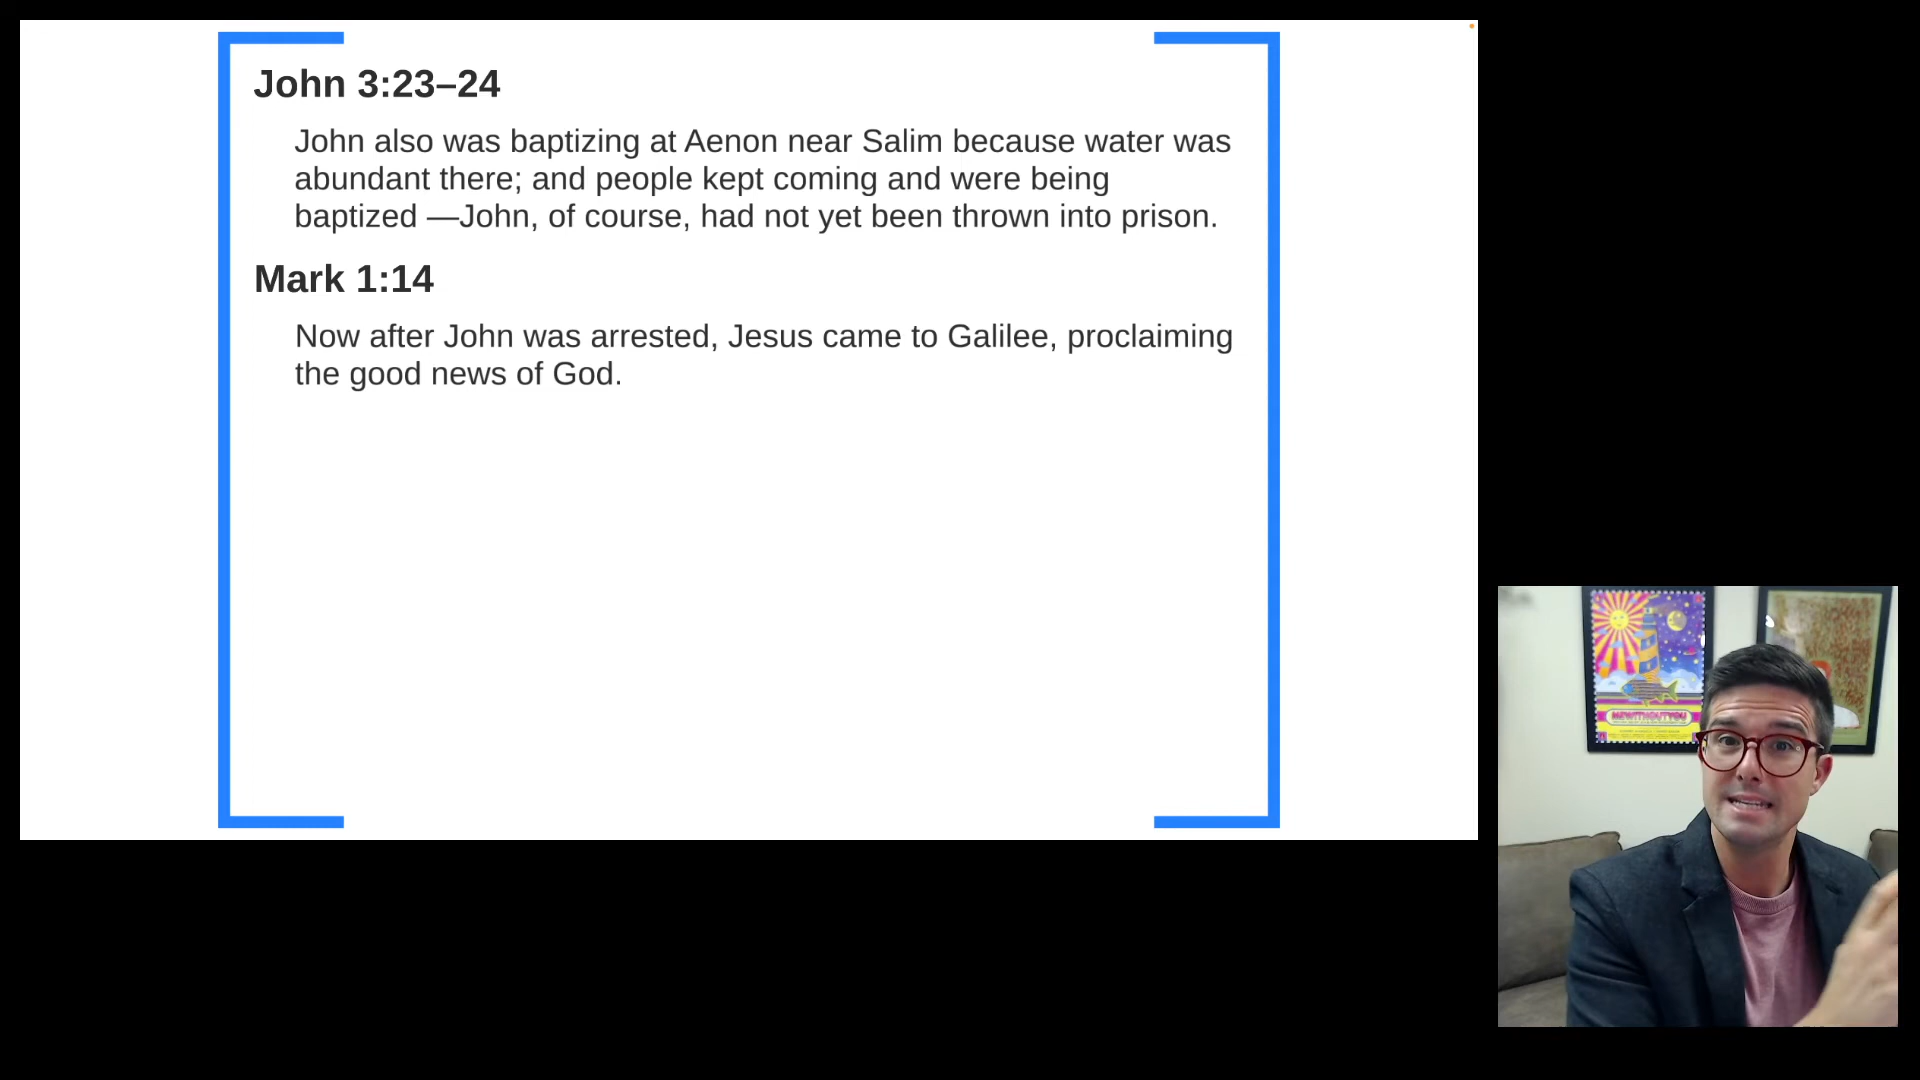 John 3:23–24
John also was baptizing at Aenon near Salim because water was
abundant there; and people kept coming and were being
baptized —John, of course, had not yet been thrown into prison.
Mark 1:14
Now after John was arrested, Jesus came to Galilee, proclaiming
the good news of God.
MEWITHOUTYOU